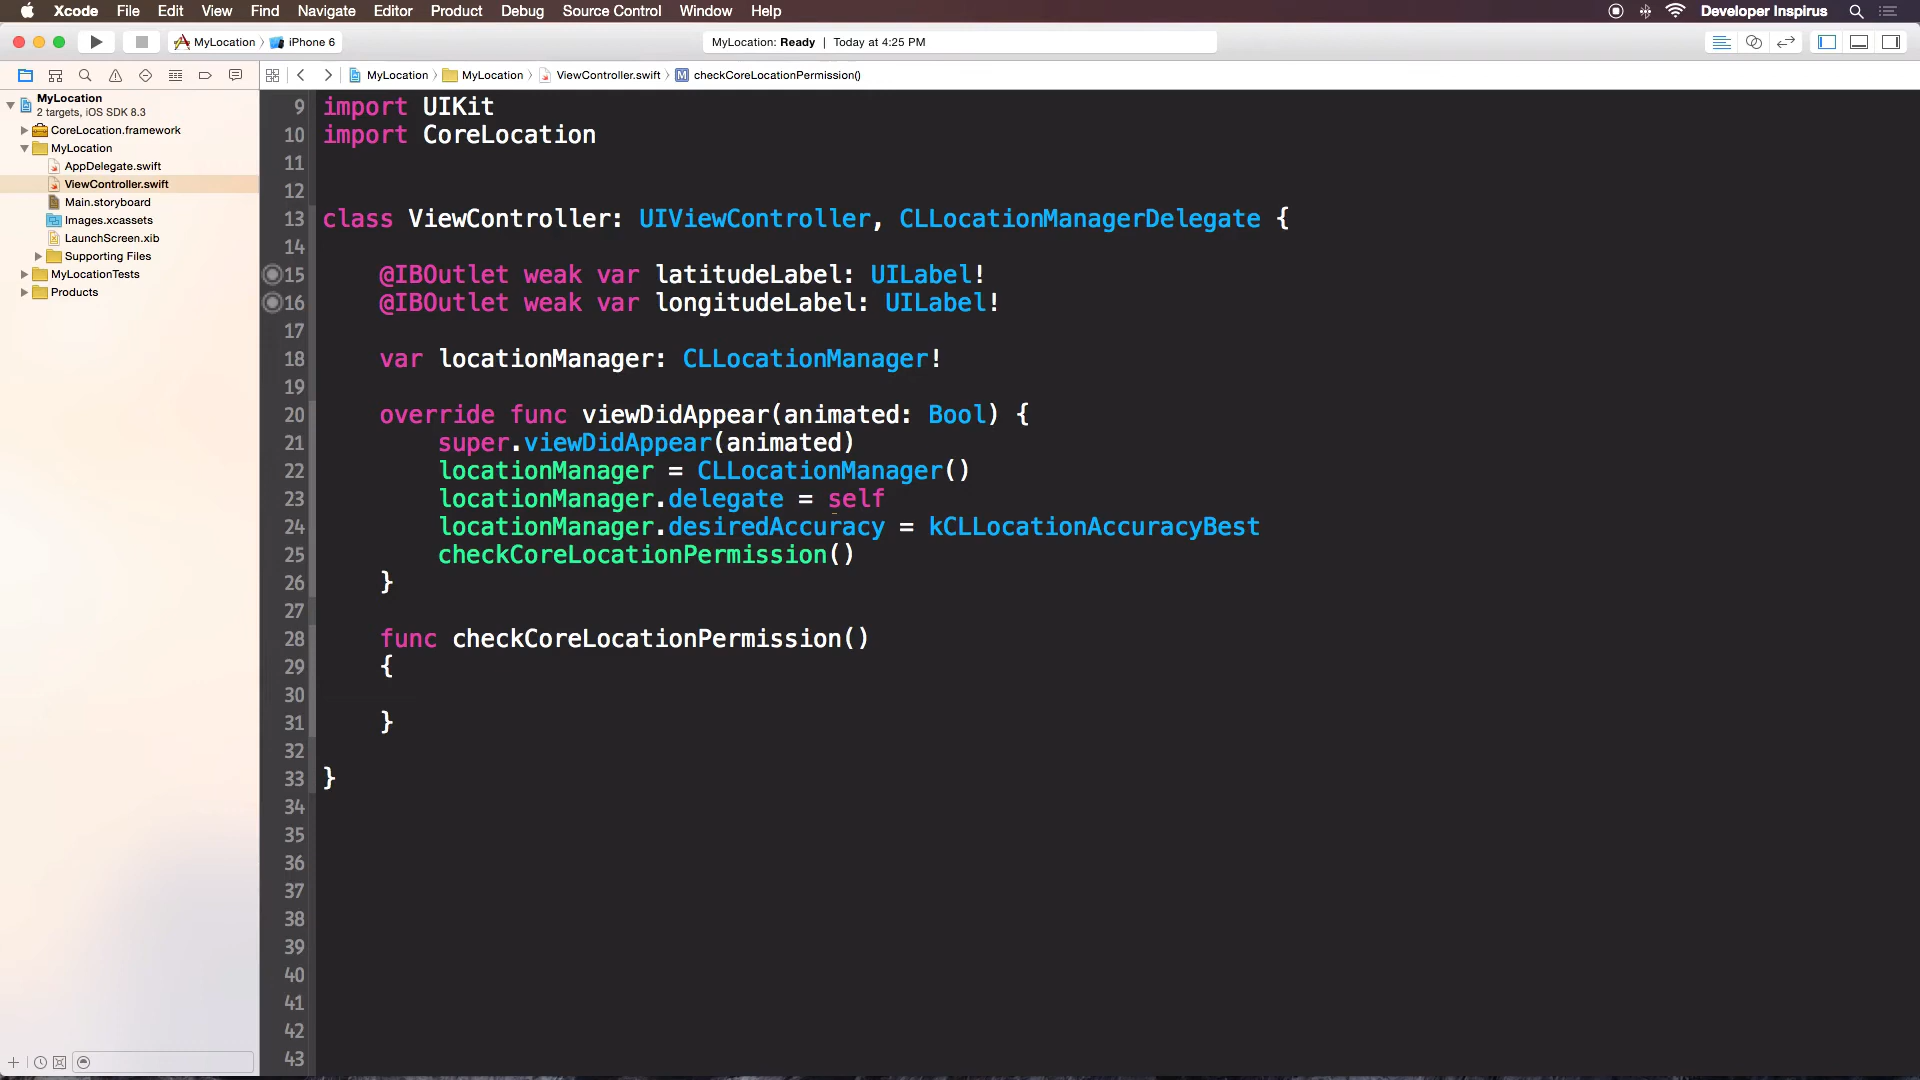 Xcode File Edit View Find Navigate Editor Product Debug Source Control Window Help Developer Inspirus
MyLocation iPhone 6 MyLocation: Ready | Today at 4:25 PM
MyLocation MyLocation ViewController.swift M checkCoreLocationPermission()
MyLocation
2 targets, iOS SDK 8.3
CoreLocation.framework
MyLocation
AppDelegate.swift
ViewController.swift
Main.storyboard
Images.xcassets
LaunchScreen.xib
Supporting Files
MyLocationTests
Products
9 import UIKit
10 import CoreLocation
11
12
13 class ViewController: UIViewController, CLLocationManagerDelegate {
14
15 @IBOutlet weak var latitudeLabel: UILabel!
16 @IBOutlet weak var longitudeLabel: UILabel!
17
18 var locationManager: CLLocationManager!
19
20 override func viewDidAppear(animated: Bool) {
21 super.viewDidAppear(animated)
22 locationManager = CLLocationManager()
23 locationManager.delegate = self
24 locationManager.desiredAccuracy = kCLLocationAccuracyBest
25 checkCoreLocationPermission()
26 }
27
28 func checkCoreLocationPermission()
29 {
30
31 }
32
33 }
34
35
36
37
38
39
40
41
42
43